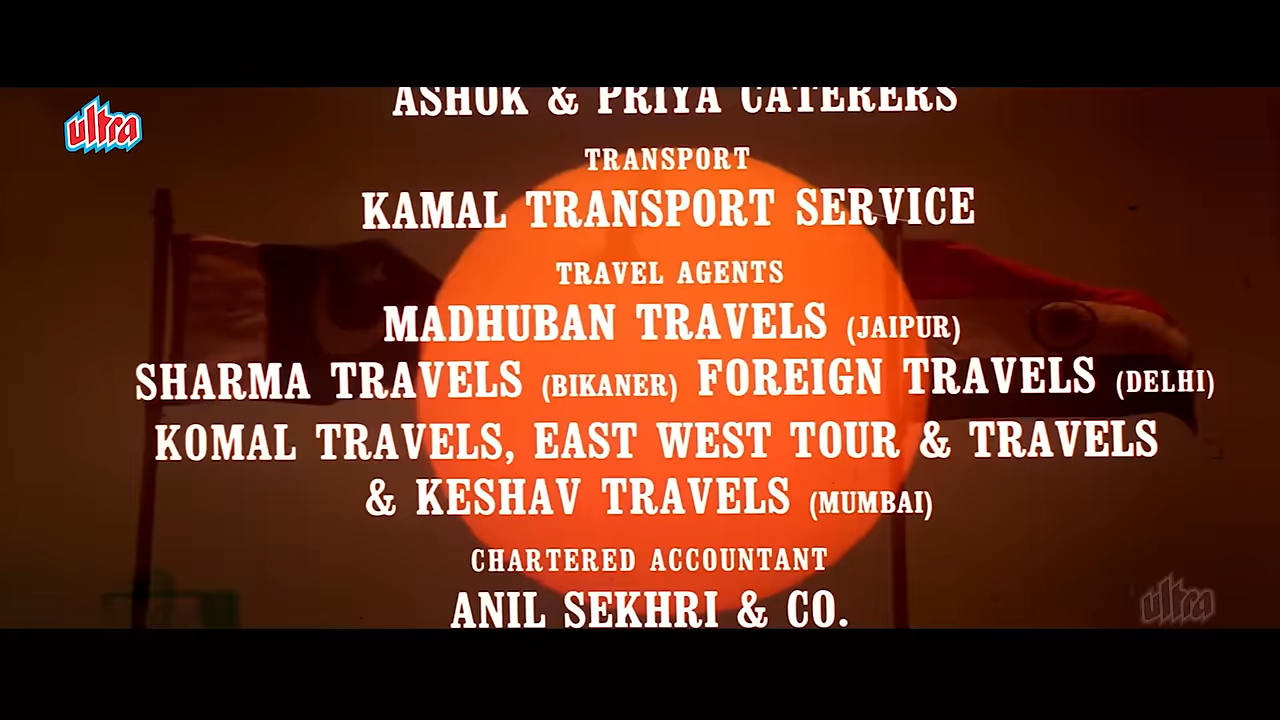 ultra
ASHOK & PRIYA CATERERS
TRANSPORT
KAMAL TRANSPORT SERVICE
TRAVEL AGENTS
MADHUBAN TRAVELS (JAIPUR)
SHARMA TRAVELS (BIKANER) FOREIGN TRAVELS (DELHI)
KOMAL TRAVELS, EAST WEST TOUR & TRAVELS
& KESHAV TRAVELS (MUMBAI)
CHARTERED ACCOUNTANT
ANIL SEKHRI & CO.
ultra